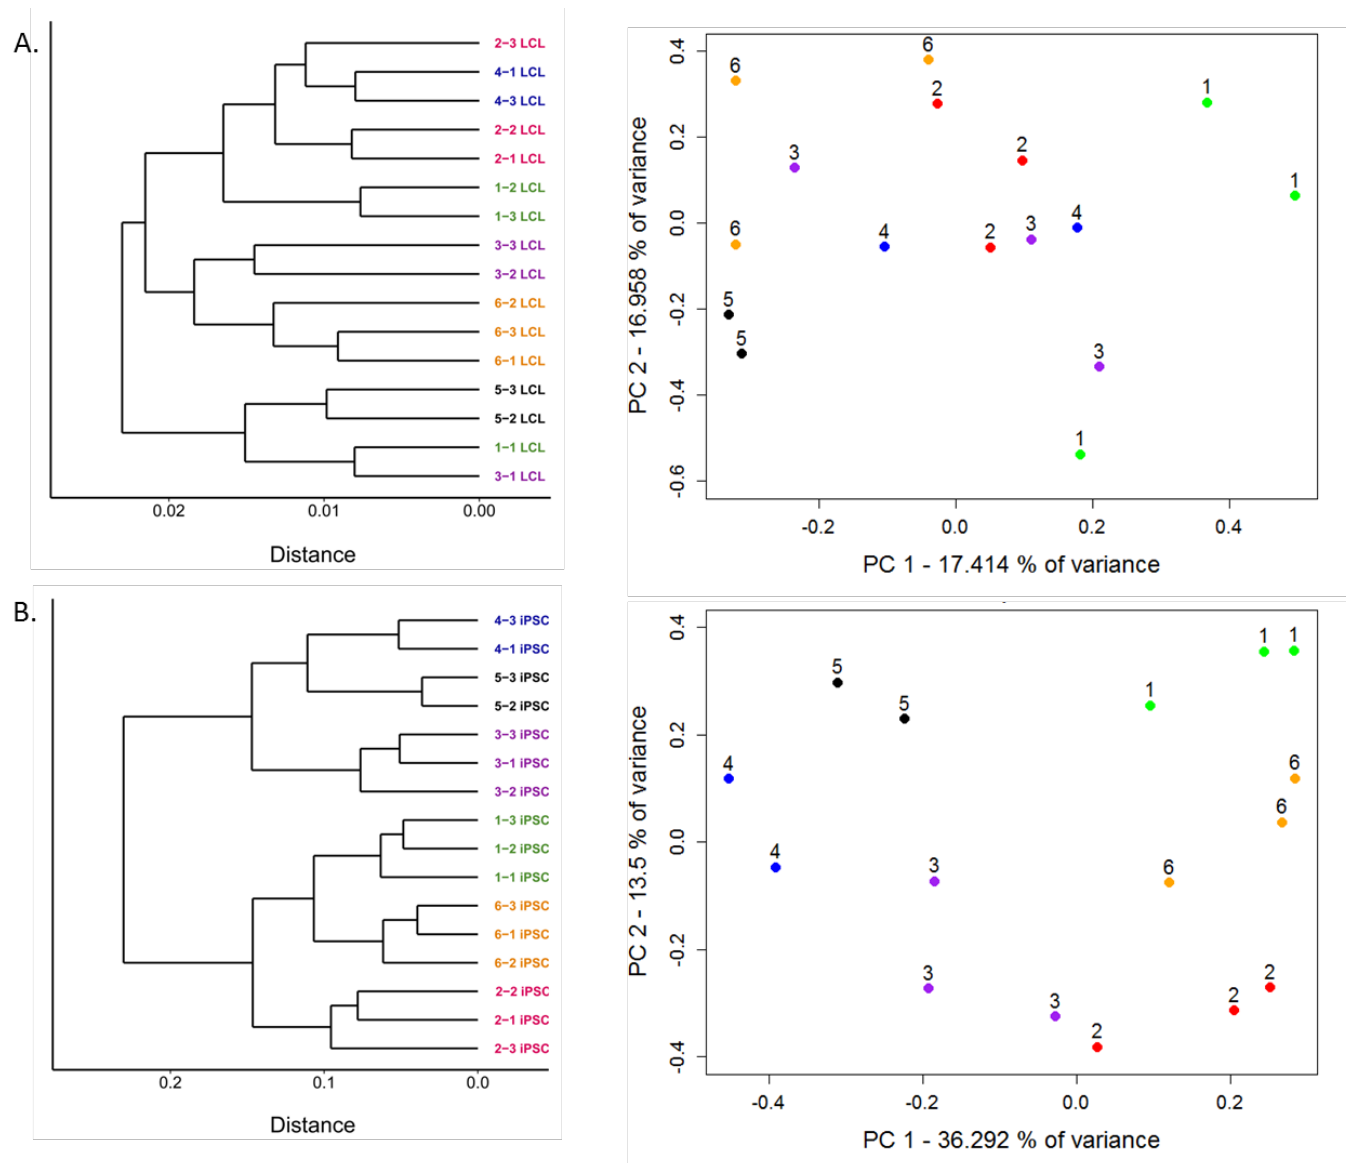 A.
2−3 LCL
4−1 LCL
4−3 LCL
2−2 LCL
2−1 LCL
1−2 LCL
1−3 LCL
3−3 LCL
3−2 LCL
6−2 LCL
6−3 LCL
6−1 LCL
5−3 LCL
5−2 LCL
1−1 LCL
3−1 LCL
0.02 0.01 0.00
Distance
PC 2 - 16.958 % of variance
0.4
0.2
0.0
-0.2
-0.4
-0.6
6
6
2
1
3
2
1
6
4
2
3
4
5
5
3
1
-0.2 0.0 0.2 0.4
PC 1 - 17.414 % of variance
B.
4−3 iPSC
4−1 iPSC
5−3 iPSC
5−2 iPSC
3−3 iPSC
3−1 iPSC
3−2 iPSC
1−3 iPSC
1−2 iPSC
1−1 iPSC
6−3 iPSC
6−1 iPSC
6−2 iPSC
2−2 iPSC
2−1 iPSC
2−3 iPSC
0.2 0.1 0.0
Distance
PC 2 - 13.5 % of variance
0.4
0.2
0.0
-0.2
-0.4
1 1
5
5
1
4
6
6
4
3
6
3
3
2
2
2
-0.4 -0.2 0.0 0.2
PC 1 - 36.292 % of variance